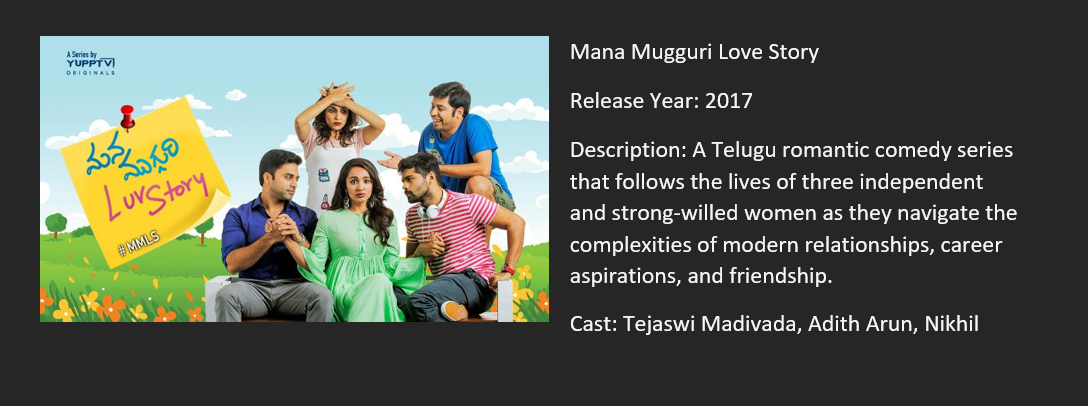 A Series by
YUPPTV
ORIGINALS
మన
ముగ్గురి
LuvStory
#MMLS
Mana Mugguri Love Story
Release Year: 2017
Description: A Telugu romantic comedy series
that follows the lives of three independent
and strong-willed women as they navigate the
complexities of modern relationships, career
aspirations, and friendship.
Cast: Tejaswi Madivada, Adith Arun, Nikhil